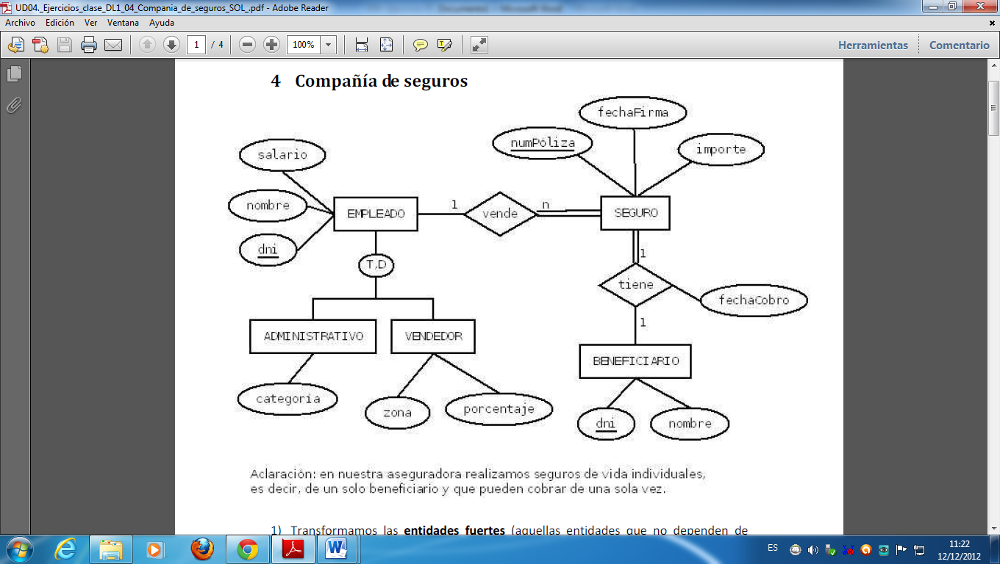 UD04._Ejercicios_clase_DL1_04_Compania_de_seguros_SOL_.pdf - Adobe Reader
Archivo Edición Ver Ventana Ayuda
1 / 4 100% Herramientas Comentario
4 Compañía de seguros
fechaFirma
numPóliza
importe
salario
nombre
dni
EMPLEADO
1
vende
n
SEGURO
T,D
1
tiene
fechaCobro
1
ADMINISTRATIVO
VENDEDOR
BENEFICIARIO
categoría
zona
porcentaje
dni
nombre
Aclaración: en nuestra aseguradora realizamos seguros de vida individuales,
es decir, de un solo beneficiario y que pueden cobrar de una sola vez.
1) Transformamos las entidades fuertes (aquellas entidades que no dependen de
ES
11:22
12/12/2012